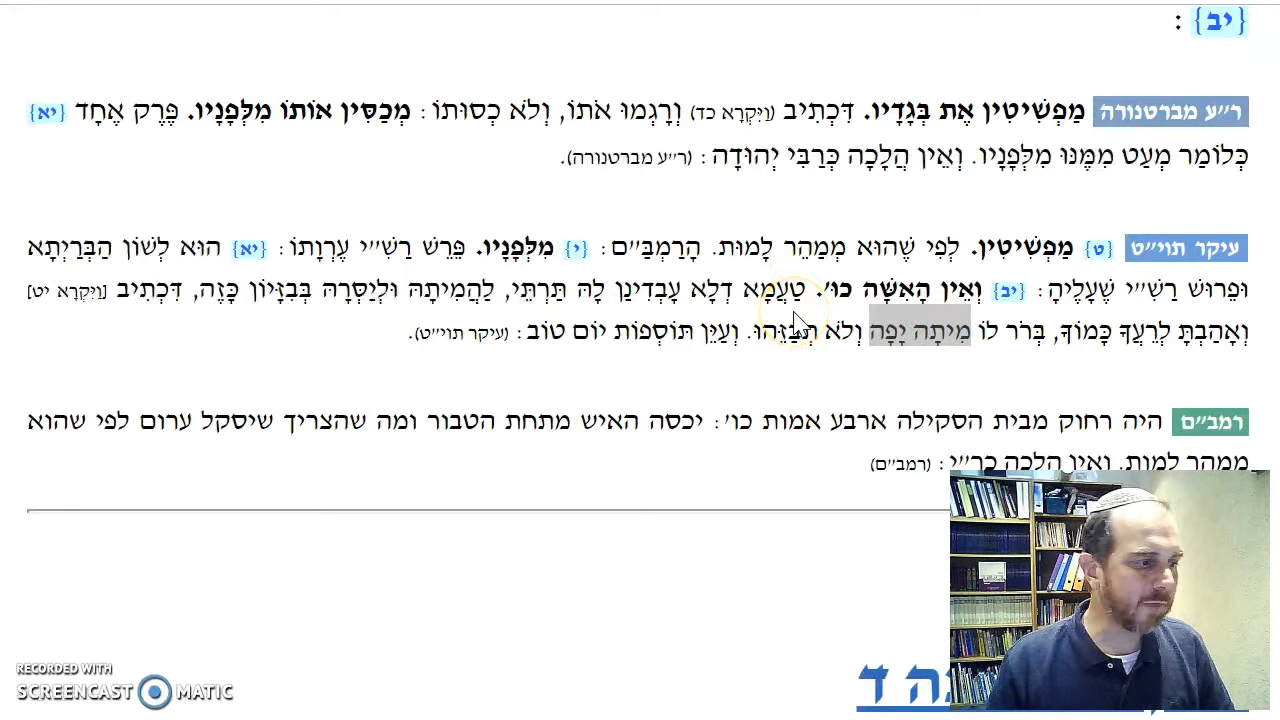 {יב} :
ר״ע מברטנורה מַפְשִׁיטִין אֶת בְּגָדָיו. דִּכְתִיב (וַיִּקְרָא כד) וְרָגְמוּ אֹתוֹ, וְלֹא כְסוּתוֹ : מְכַסִּין אוֹתוֹ מִלְּפָנָיו. פֶּרֶק אֶחָד {יא}
כְּלוֹמַר מְעַט מִמֶּנּוּ מִלְּפָנָיו. וְאֵין הֲלָכָה כְּרַבִּי יְהוּדָה : (ר״ע מברטנורה).
עיקר תוי״ט {ט} מַפְשִׁיטִין. לְפִי שֶׁהוּא מְמַהֵר לָמוּת. הָרַמְבַּ״ם : {י} מִלְּפָנָיו. פֵּרֵשׁ רַשִׁ״י עֶרְוָתוֹ : {יא} הוּא לְשׁוֹן הַבְּרַיְתָא
וּפֵרוּשׁ רַשִׁ״י שֶׁעָלֶיהָ : {יב} וְאֵין הָאִשָּׁה כוּ׳. טַעֲמָא דְלָא עָבְדִינַן לָהּ תַּרְתֵּי, לַהֲמִיתָהּ וּלְיַסְּרָהּ בְּבִזָּיוֹן כָּזֶה, דִּכְתִיב [וַיִּקְרָא יט]
וְאָהַבְתָּ לְרֵעֲךָ כָּמוֹךָ, בְּרֹר לוֹ מִיתָה יָפָה וְלֹא תְבַזֵּהוּ. וְעַיֵּן תּוֹסְפוֹת יוֹם טוֹב : (עיקר תוי״ט).
רמב״ם היה רחוק מבית הסקילה ארבע אמות כו׳ : יכסה האיש מתחת הטבור ומה שהצריך שיסקל ערום לפי שהוא
ממהר למות. ואין הלכה כר״י : (רמב״ם)
ה ד
RECORDED WITH
SCREENCAST MATIC